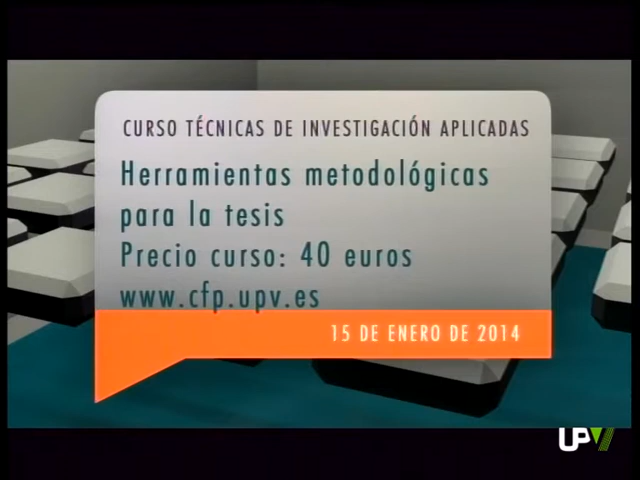 CURSO TÉCNICAS DE INVESTIGACIÓN APLICADAS
Herramientas metodológicas
para la tesis
Precio curso: 40 euros
www.cfp.upv.es
15 DE ENERO DE 2014
UPV